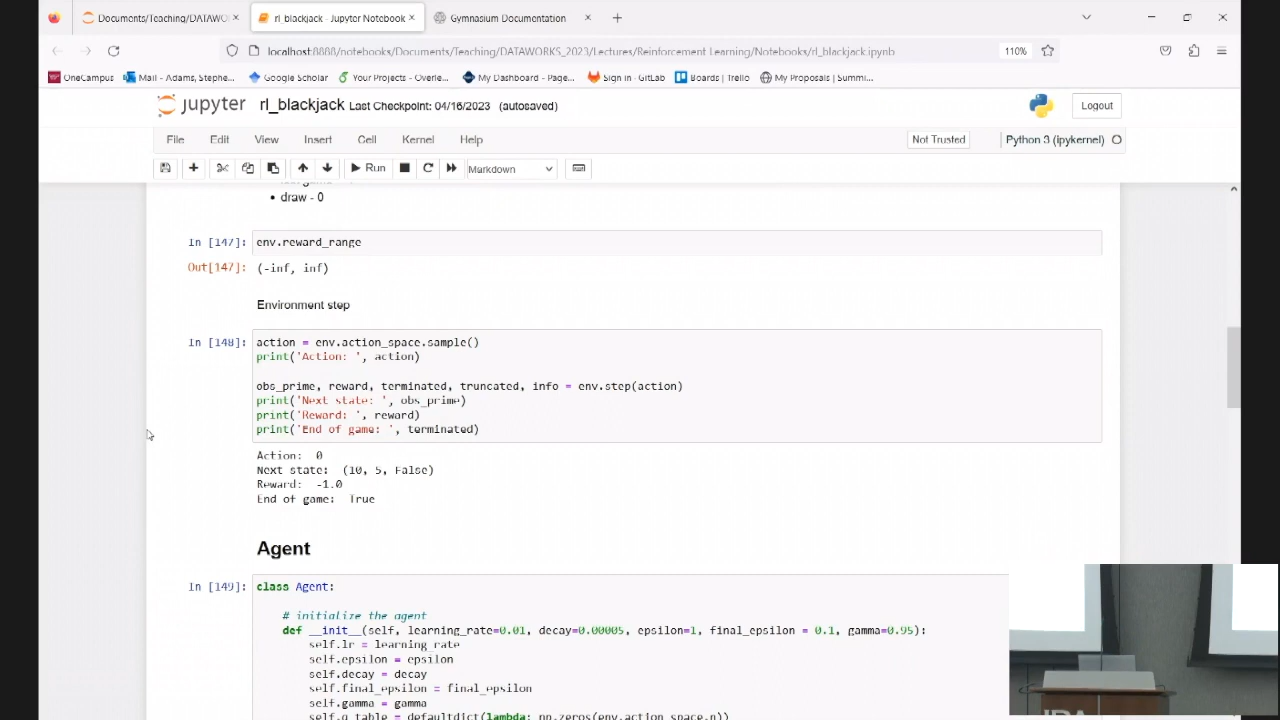 Documents/Teaching/DATAWO
rl_blackjack - Jupyter Notebook
Gymnasium Documentation
localhost:8888/notebooks/Documents/Teaching/DATAWORKS_2023/Lectures/Reinforcement Learning/Notebooks/rl_blackjack.ipynb
110%
OneCampus
Mail - Adams, Stephe...
Google Scholar
Your Projects - Overle...
My Dashboard - Page...
Sign in · GitLab
Boards | Trello
My Proposals | Summi...
jupyter rl_blackjack Last Checkpoint: 04/16/2023 (autosaved)
Logout
File Edit View Insert Cell Kernel Help
Not Trusted
Python 3 (ipykernel)
Run
Markdown
• draw - 0
In [147]: env.reward_range
Out[147]: (-inf, inf)
Environment step
In [148]: action = env.action_space.sample()
print('Action: ', action)
obs_prime, reward, terminated, truncated, info = env.step(action)
print('Next state: ', obs_prime)
print('Reward: ', reward)
print('End of game: ', terminated)
Action:  0
Next state:  (10, 5, False)
Reward:  -1.0
End of game:  True
Agent
In [149]: class Agent:
# initialize the agent
def __init__(self, learning_rate=0.01, decay=0.00005, epsilon=1, final_epsilon = 0.1, gamma=0.95):
self.lr = learning_rate
self.epsilon = epsilon
self.decay = decay
self.final_epsilon = final_epsilon
self.gamma = gamma
self.q_table = defaultdict(lambda: np.zeros(env.action_space.n))